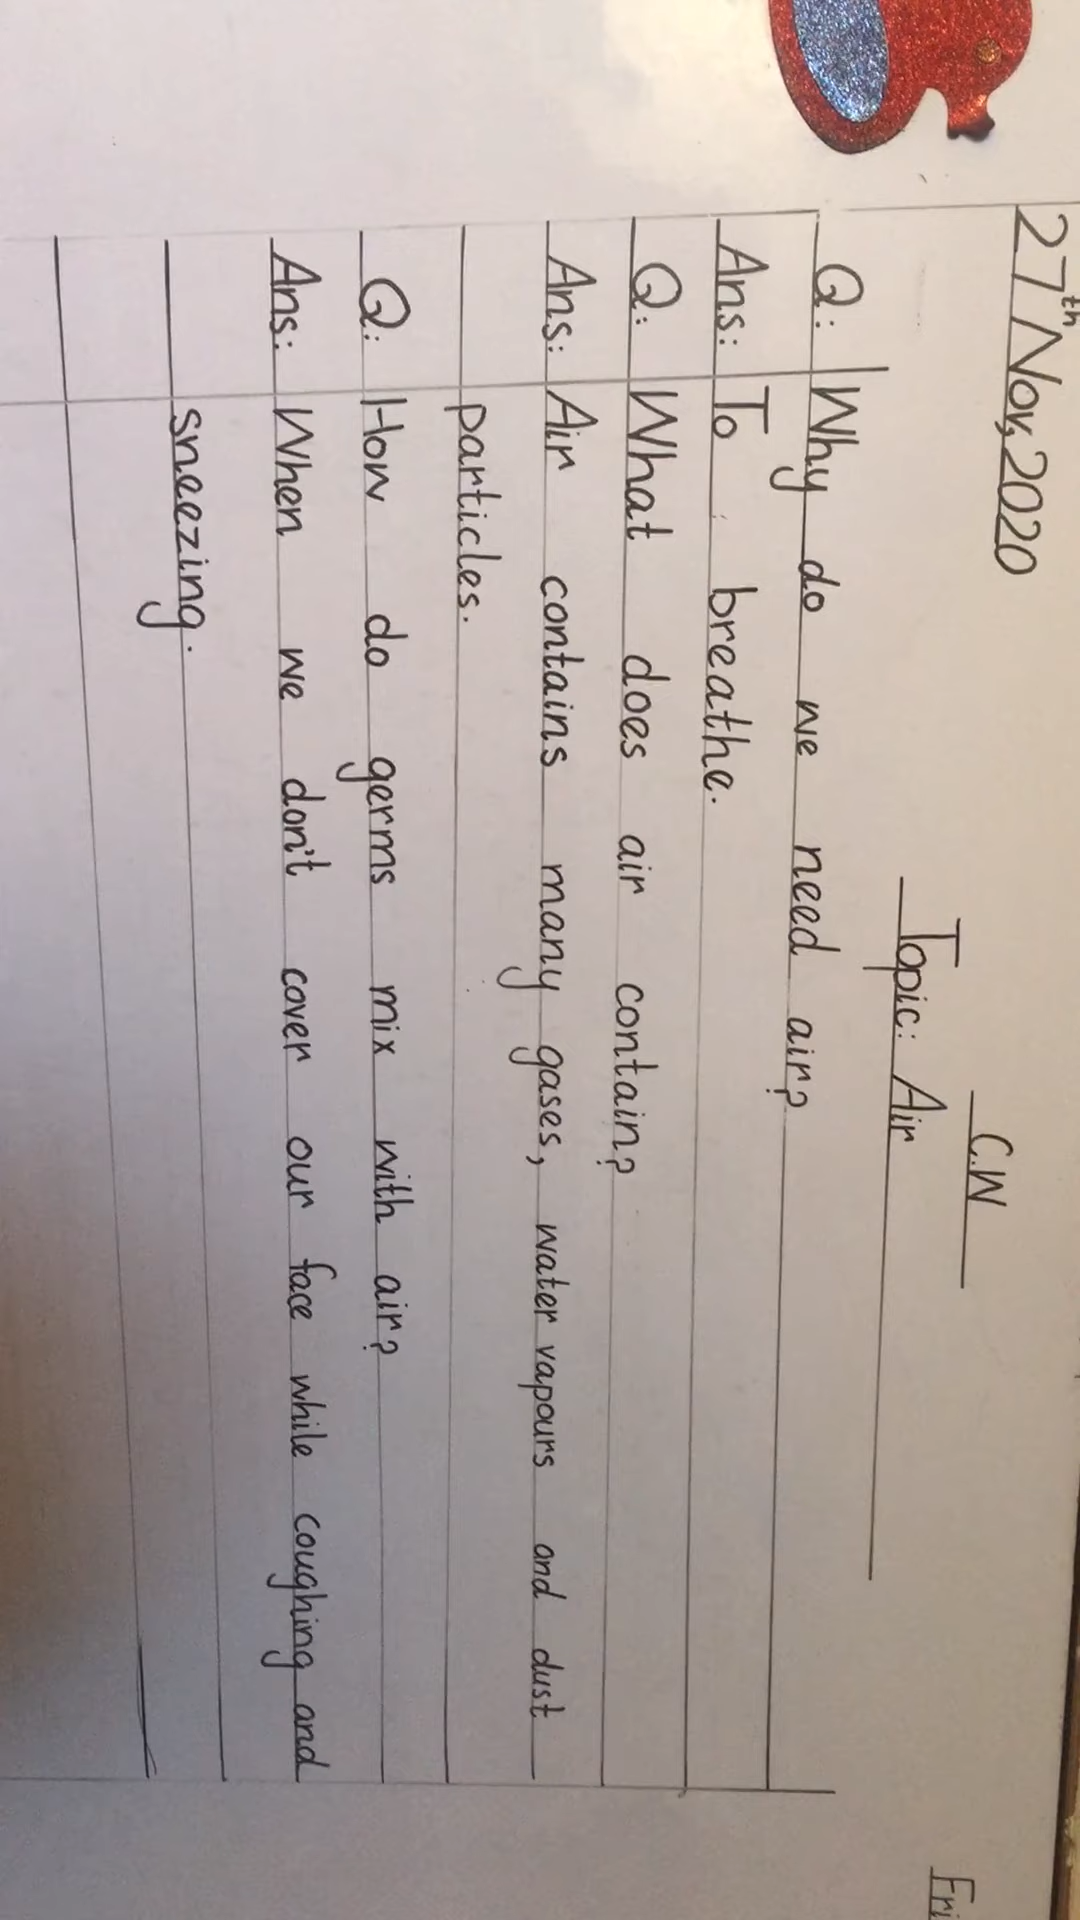 27th Nov, 2020
C.W
Fri
Topic: Air
Q: Why do we need air?
Ans: To breathe.
Q: What does air contain?
Ans: Air contains many gases, water vapours and dust
particles.
Q: How do germs mix with air?
Ans: When we don't cover our face while coughing and
sneezing.